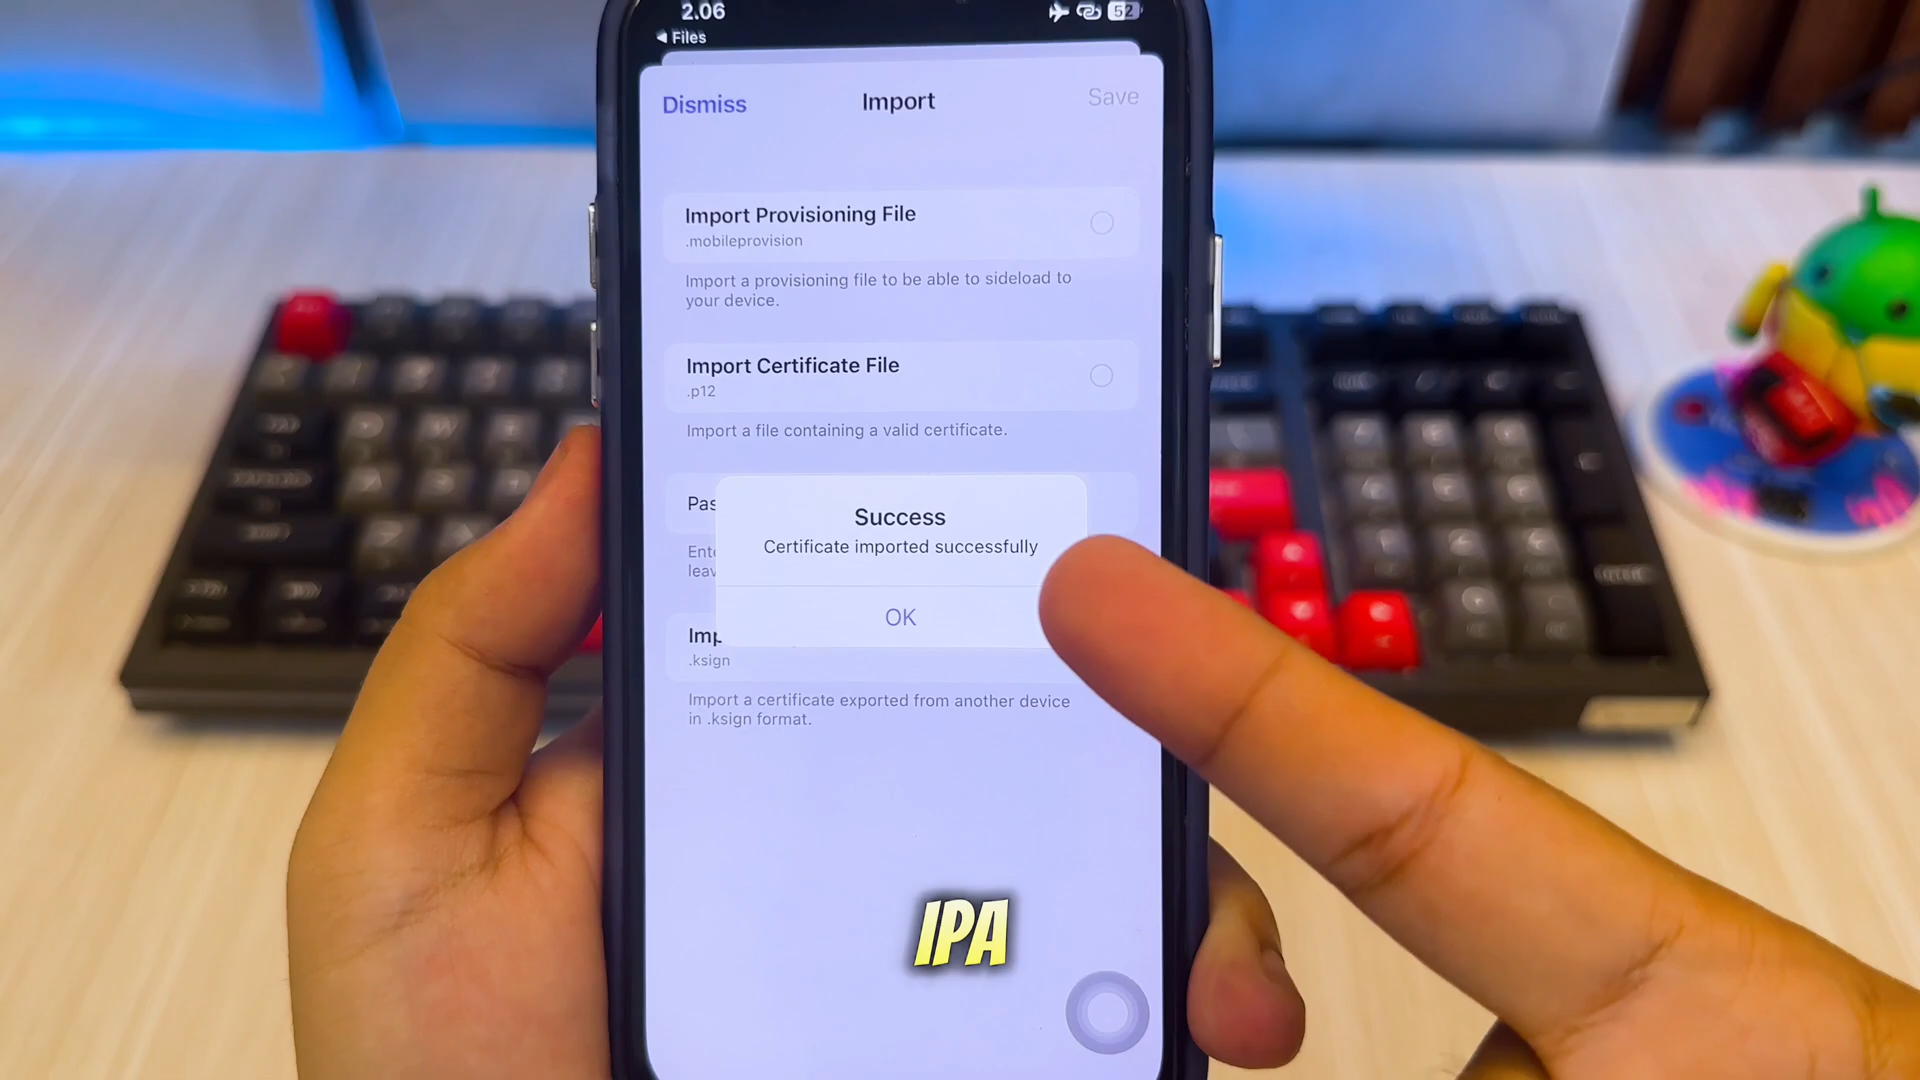 2.06
52
Files
Dismiss
Import
Save
Import Provisioning File
.mobileprovision
Import a provisioning file to be able to sideload to
your device.
Import Certificate File
.p12
Import a file containing a valid certificate.
Pas
Success
Certificate imported successfully
Ente
leav
OK
Imp
.ksign
Import a certificate exported from another device
in .ksign format.
IPA